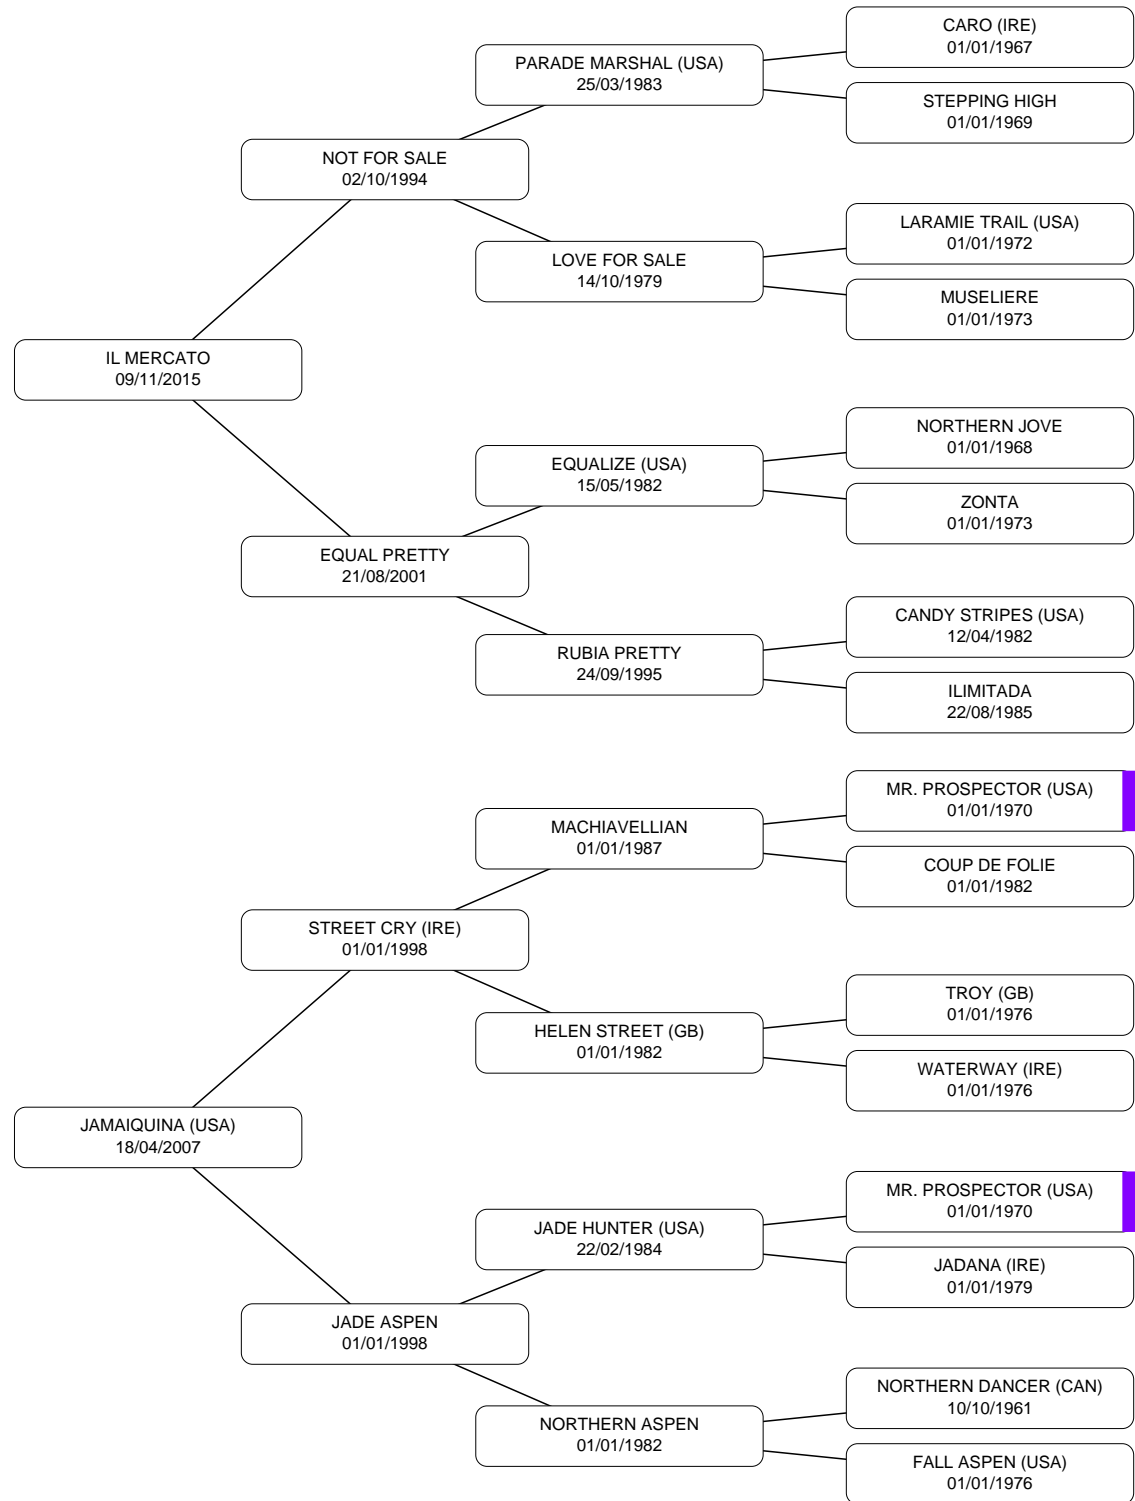 CARO (IRE)
01/01/1967
PARADE MARSHAL (USA)
25/03/1983
STEPPING HIGH
01/01/1969
NOT FOR SALE
02/10/1994
LARAMIE TRAIL (USA)
01/01/1972
LOVE FOR SALE
14/10/1979
MUSELIERE
01/01/1973
IL MERCATO
09/11/2015
NORTHERN JOVE
01/01/1968
EQUALIZE (USA)
15/05/1982
ZONTA
01/01/1973
EQUAL PRETTY
21/08/2001
CANDY STRIPES (USA)
12/04/1982
RUBIA PRETTY
24/09/1995
ILIMITADA
22/08/1985
MR. PROSPECTOR (USA)
01/01/1970
MACHIAVELLIAN
01/01/1987
COUP DE FOLIE
01/01/1982
STREET CRY (IRE)
01/01/1998
TROY (GB)
01/01/1976
HELEN STREET (GB)
01/01/1982
WATERWAY (IRE)
01/01/1976
JAMAIQUINA (USA)
18/04/2007
MR. PROSPECTOR (USA)
01/01/1970
JADE HUNTER (USA)
22/02/1984
JADANA (IRE)
01/01/1979
JADE ASPEN
01/01/1998
NORTHERN DANCER (CAN)
10/10/1961
NORTHERN ASPEN
01/01/1982
FALL ASPEN (USA)
01/01/1976